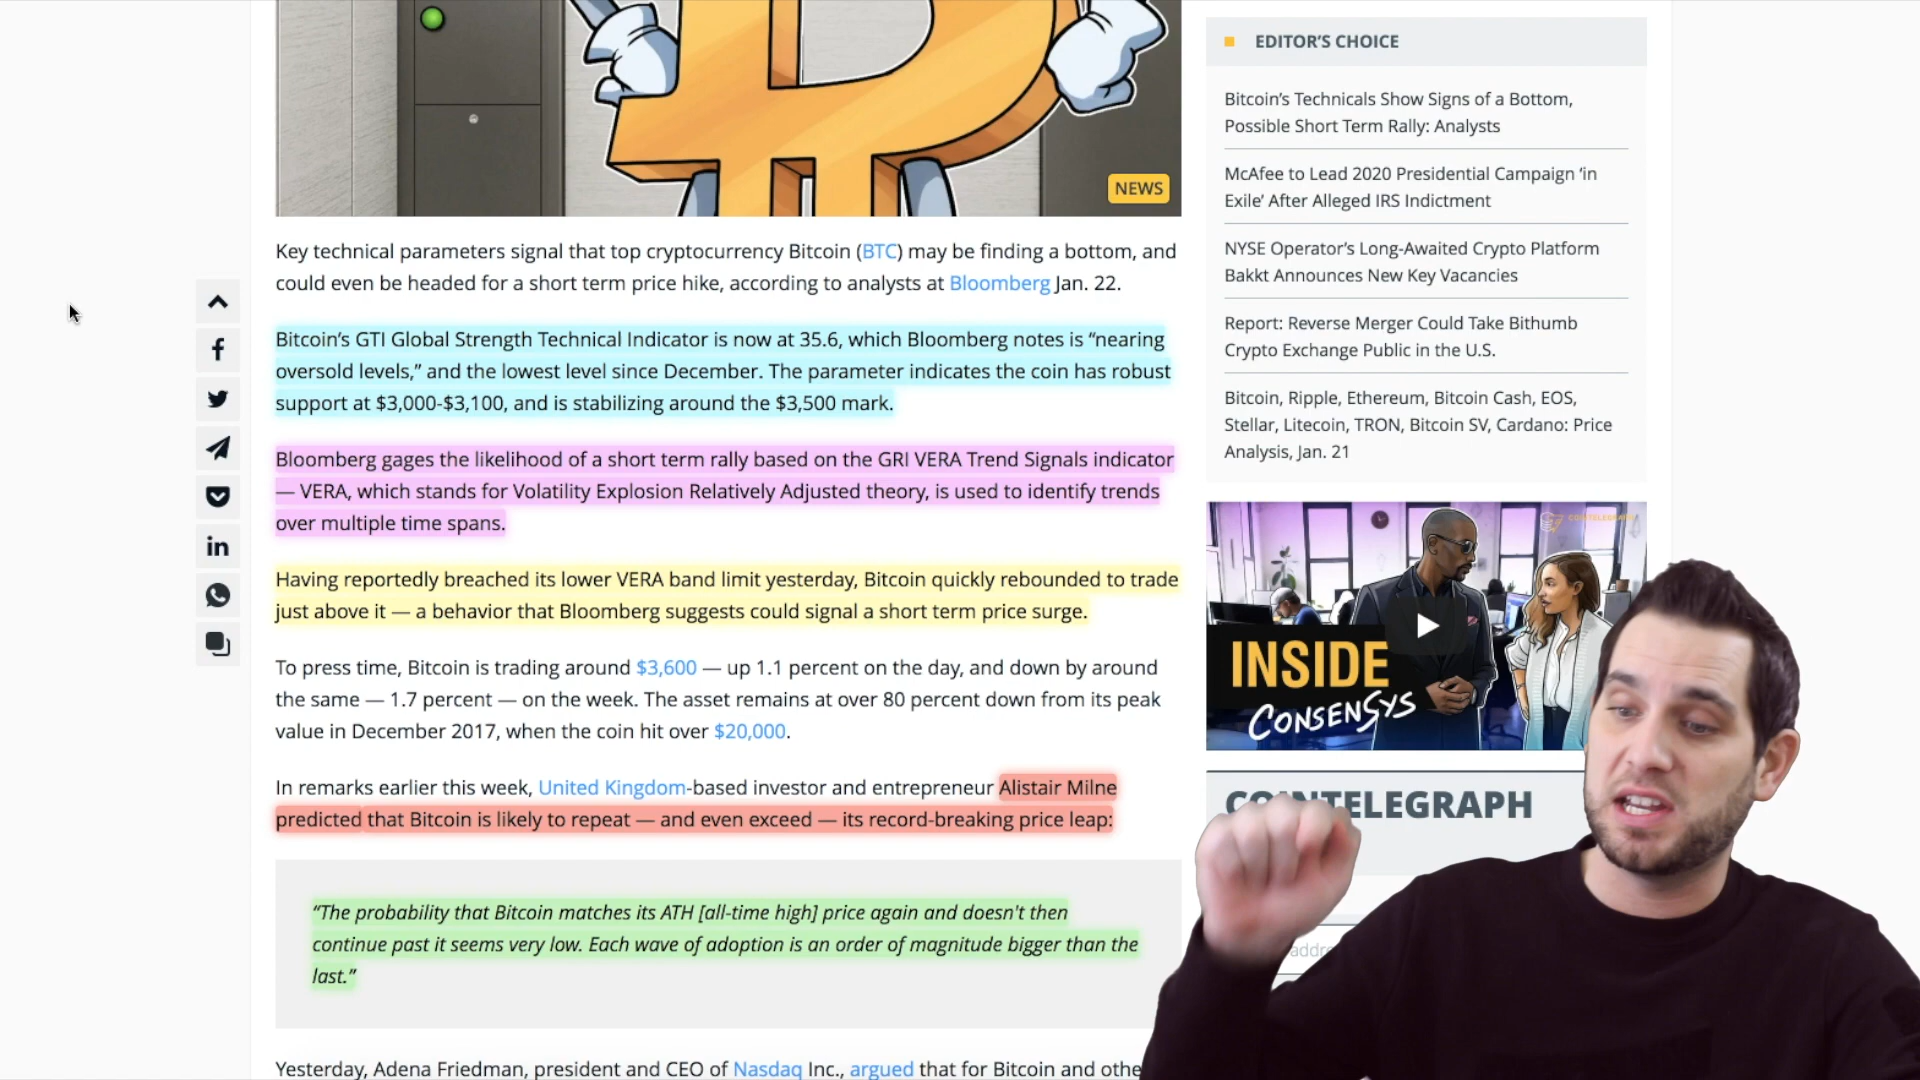 NEWS
Key technical parameters signal that top cryptocurrency Bitcoin (BTC) may be finding a bottom, and
could even be headed for a short term price hike, according to analysts at Bloomberg Jan. 22.
Bitcoin’s GTI Global Strength Technical Indicator is now at 35.6, which Bloomberg notes is “nearing
oversold levels,” and the lowest level since December. The parameter indicates the coin has robust
support at $3,000-$3,100, and is stabilizing around the $3,500 mark.
Bloomberg gages the likelihood of a short term rally based on the GRI VERA Trend Signals indicator
— VERA, which stands for Volatility Explosion Relatively Adjusted theory, is used to identify trends
over multiple time spans.
Having reportedly breached its lower VERA band limit yesterday, Bitcoin quickly rebounded to trade
just above it — a behavior that Bloomberg suggests could signal a short term price surge.
To press time, Bitcoin is trading around $3,600 — up 1.1 percent on the day, and down by around
the same — 1.7 percent — on the week. The asset remains at over 80 percent down from its peak
value in December 2017, when the coin hit over $20,000.
In remarks earlier this week, United Kingdom-based investor and entrepreneur Alistair Milne
predicted that Bitcoin is likely to repeat — and even exceed — its record-breaking price leap:
“The probability that Bitcoin matches its ATH [all-time high] price again and doesn't then
continue past it seems very low. Each wave of adoption is an order of magnitude bigger than the
last.”
Yesterday, Adena Friedman, president and CEO of Nasdaq Inc., argued that for Bitcoin and othe
EDITOR’S CHOICE
Bitcoin’s Technicals Show Signs of a Bottom,
Possible Short Term Rally: Analysts
McAfee to Lead 2020 Presidential Campaign ‘in
Exile’ After Alleged IRS Indictment
NYSE Operator’s Long-Awaited Crypto Platform
Bakkt Announces New Key Vacancies
Report: Reverse Merger Could Take Bithumb
Crypto Exchange Public in the U.S.
Bitcoin, Ripple, Ethereum, Bitcoin Cash, EOS,
Stellar, Litecoin, TRON, Bitcoin SV, Cardano: Price
Analysis, Jan. 21
COINTELEGRAPH
INSIDE
CONSENSYS
COINTELEGRAPH
addre